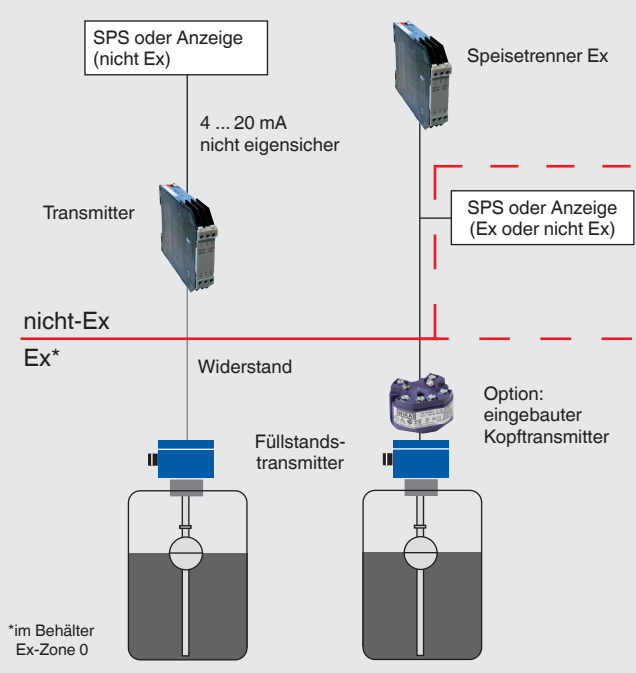 SPS oder Anzeige
(nicht Ex)
Speisetrenner Ex
4 ... 20 mA
nicht eigensicher
Transmitter
SPS oder Anzeige
(Ex oder nicht Ex)
nicht-Ex
Ex*
Widerstand
Option:
eingebauter
Kopftransmitter
Füllstands-
transmitter
*im Behälter
Ex-Zone 0